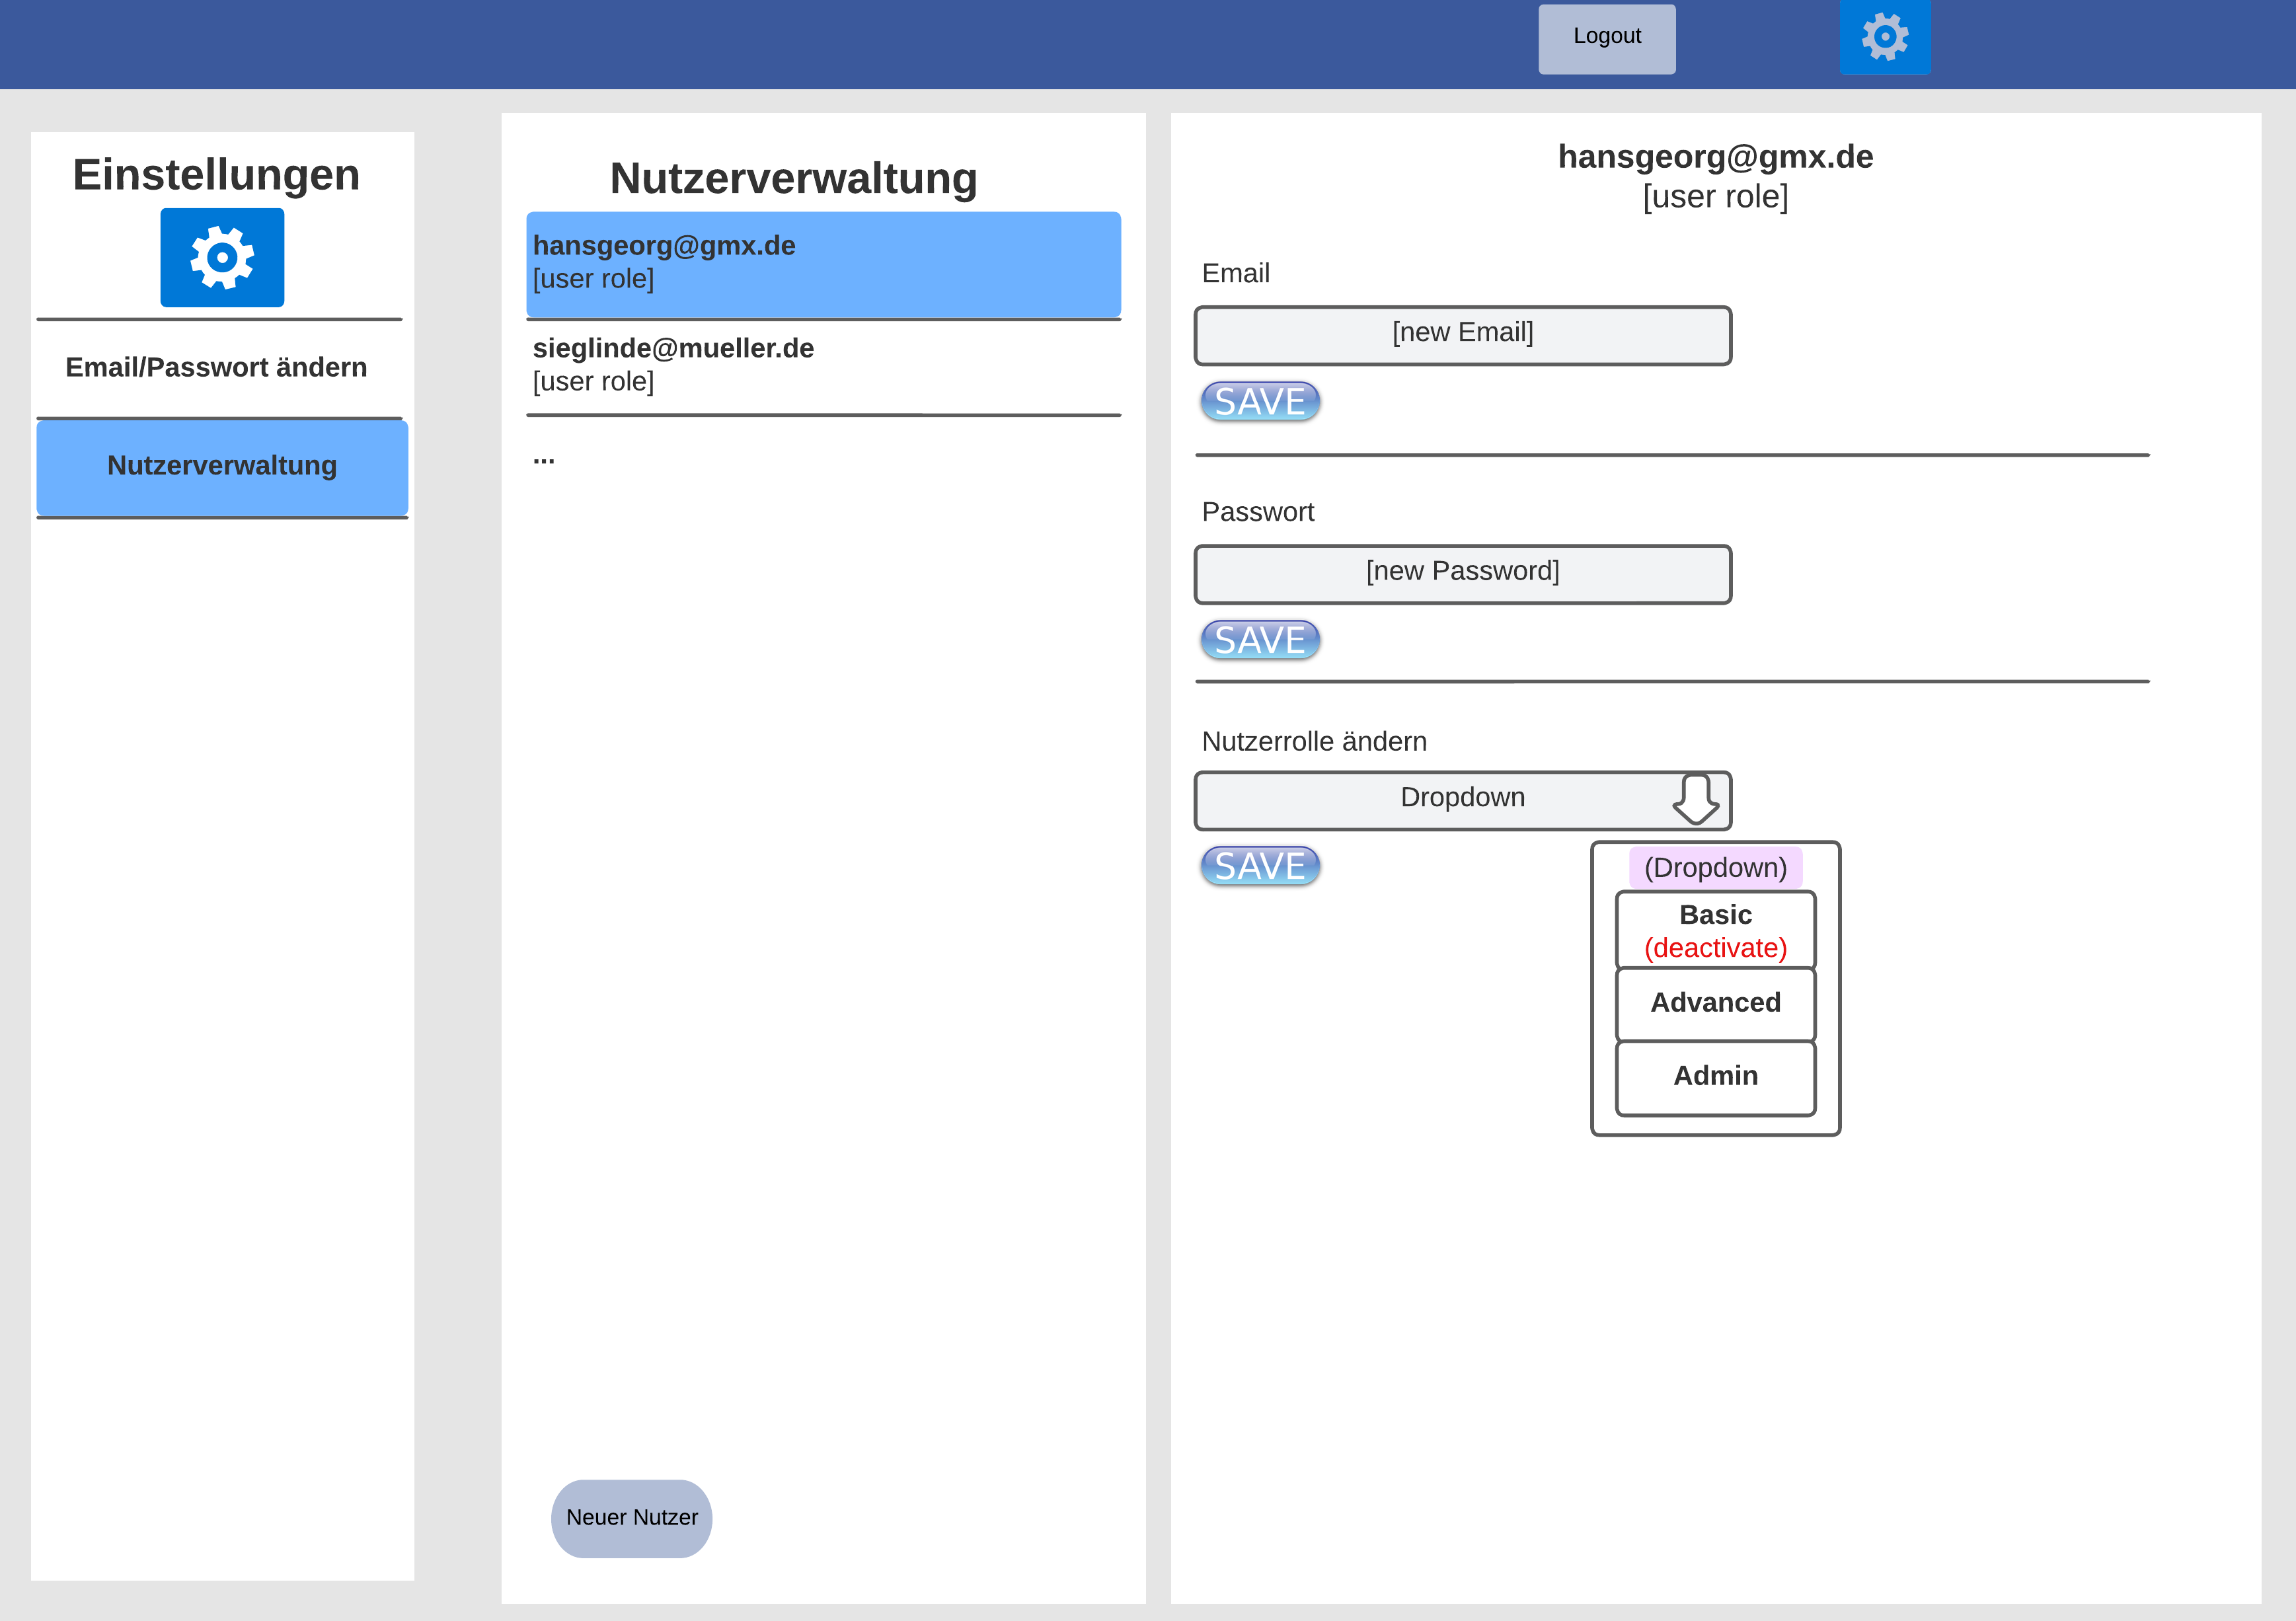 Logout
Einstellungen
Email/Passwort ändern
Nutzerverwaltung
Nutzerverwaltung
hansgeorg@gmx.de
[user role]
sieglinde@mueller.de
[user role]
...
Neuer Nutzer
hansgeorg@gmx.de
[user role]
Email
[new Email]
SAVE
Passwort
[new Password]
SAVE
Nutzerrolle ändern
Dropdown
SAVE
(Dropdown)
Basic
(deactivate)
Advanced
Admin